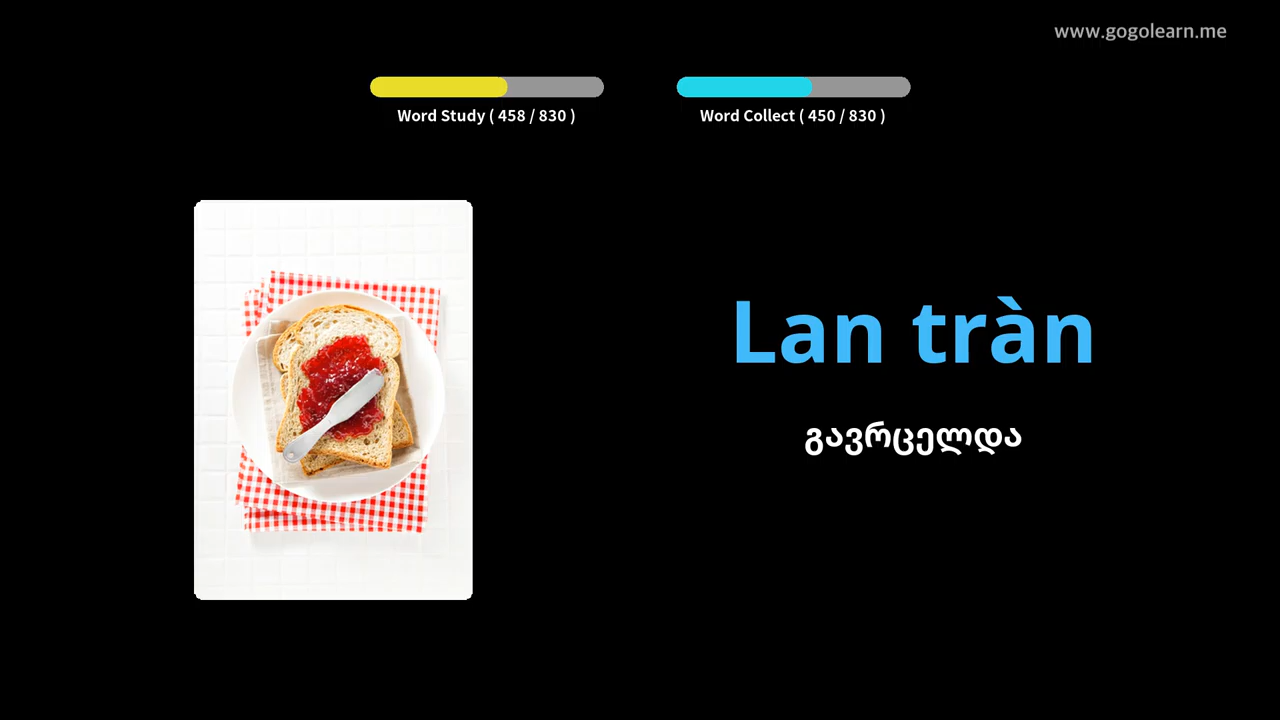 www.gogolearn.me
Word Study ( 458 / 830 )
Word Collect ( 450 / 830 )
Lan tràn
გავრცელდა